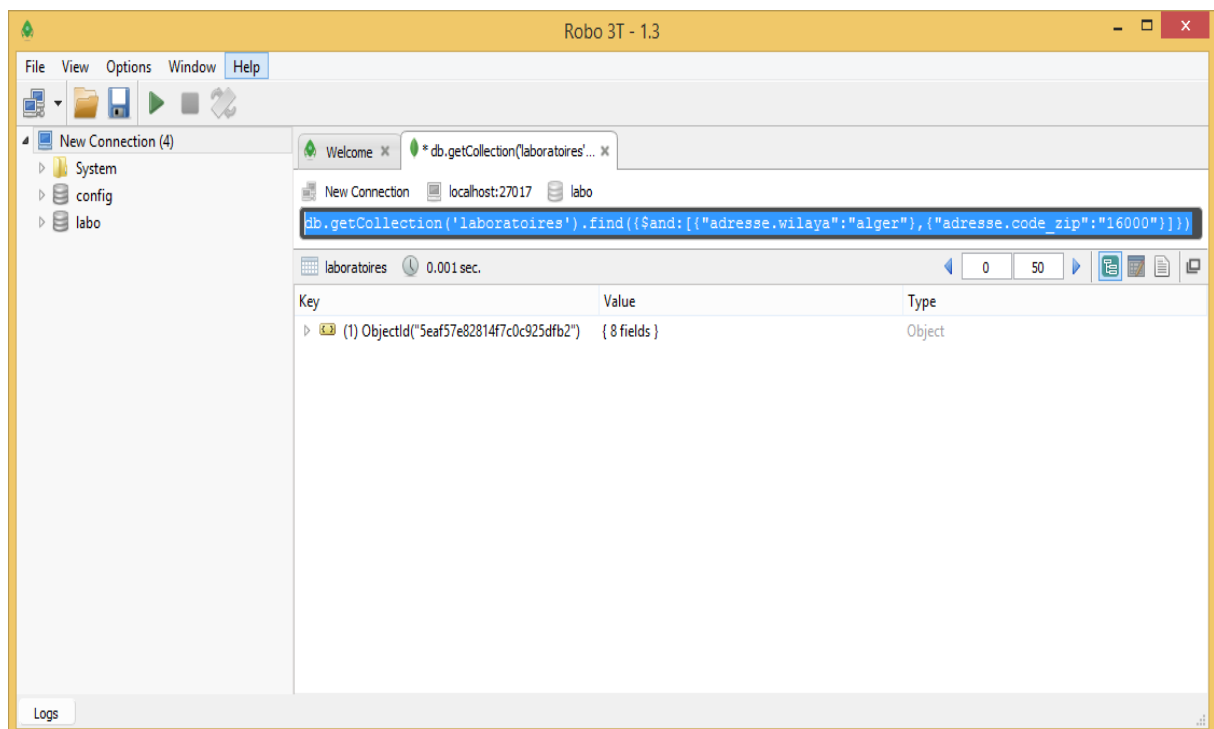 Robo 3T - 1.3
File View Options Window Help
New Connection (4)
System
config
labo
Welcome
* db.getCollection('laboratoires'...
New Connection localhost:27017 labo
db.getCollection('laboratoires').find({$and:[{"adresse.wilaya":"alger"},{"adresse.code_zip":"16000"}]})
laboratoires 0.001 sec. 0 50
Key Value Type
(1) ObjectId("5eaf57e82814f7c0c925dfb2") { 8 fields } Object
Logs